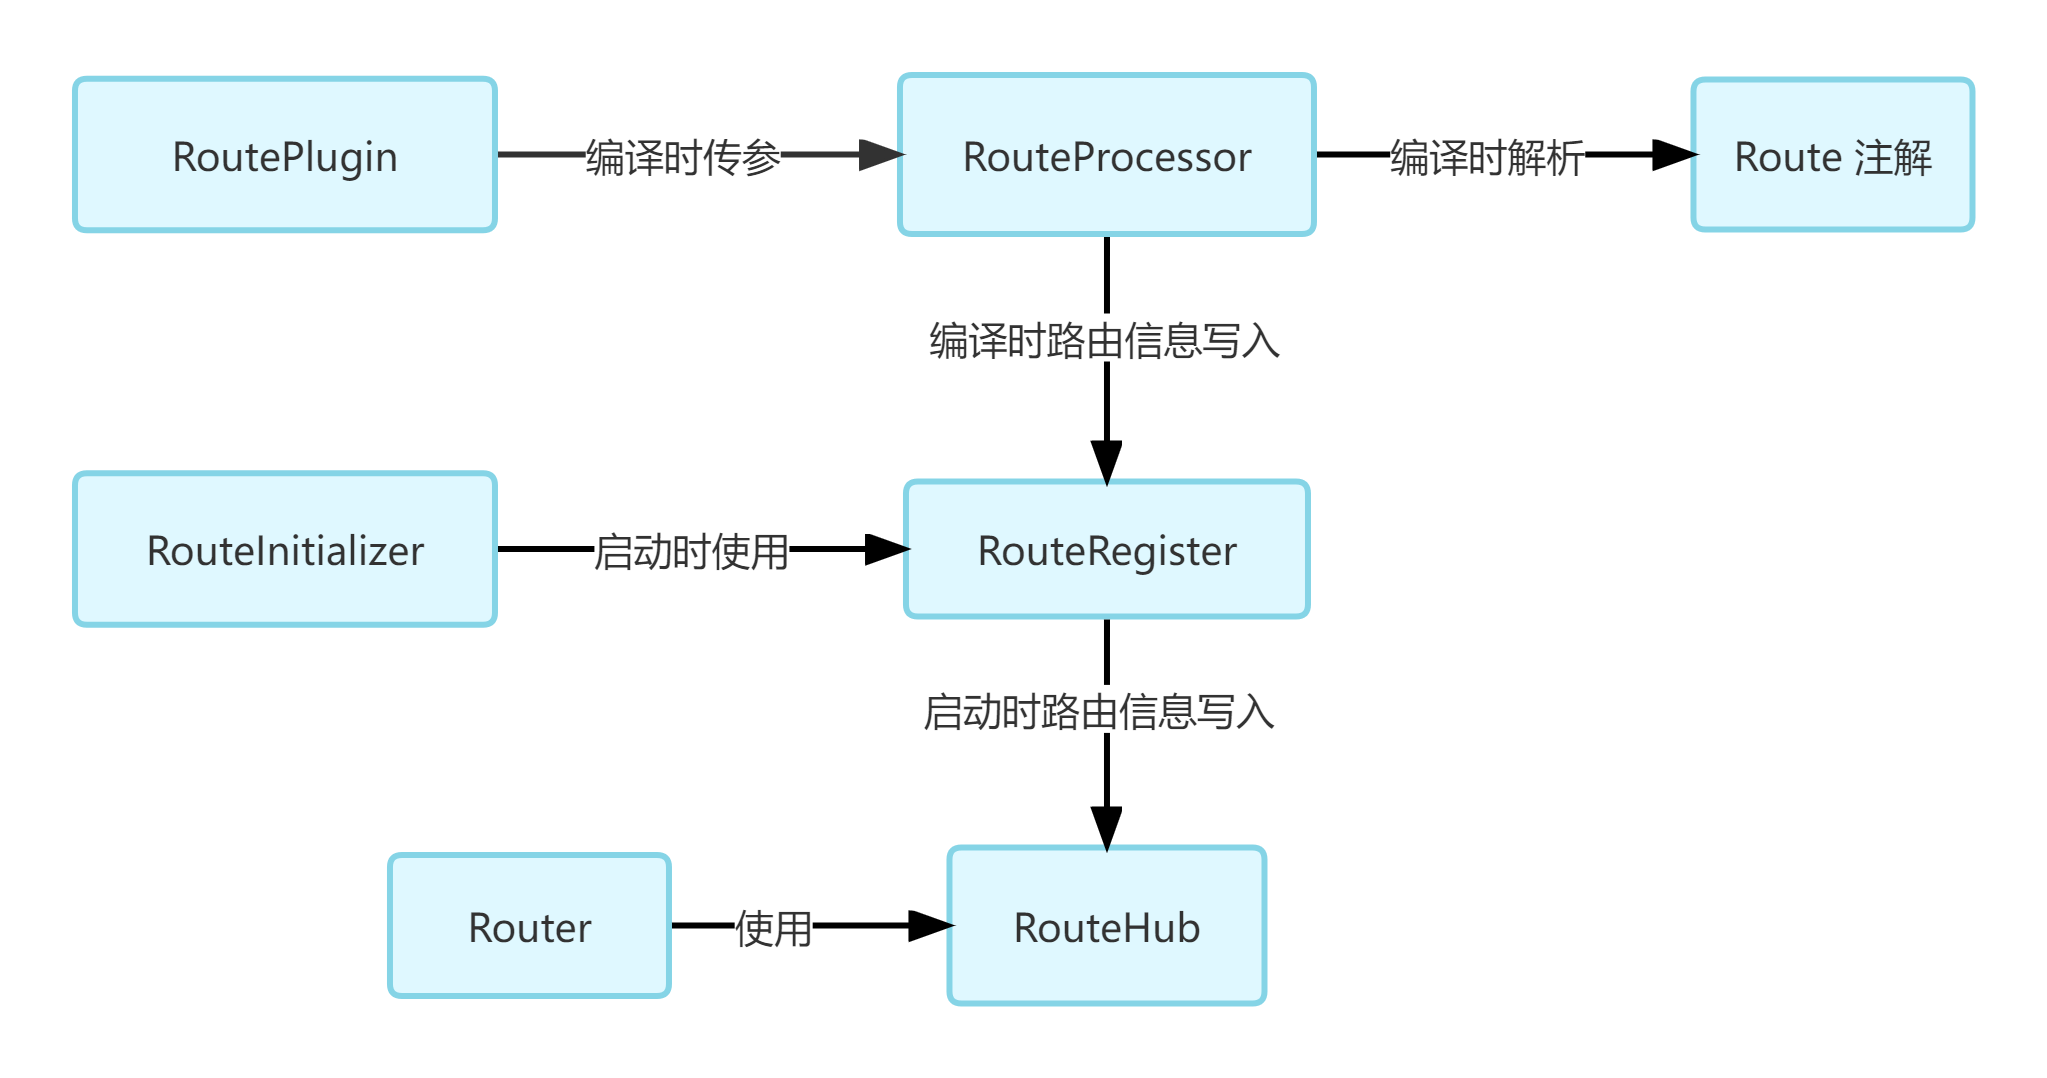 RoutePlugin
编译时传参
RouteProcessor
编译时解析
Route 注解
编译时路由信息写入
RouteInitializer
启动时使用
RouteRegister
启动时路由信息写入
Router
使用
RouteHub